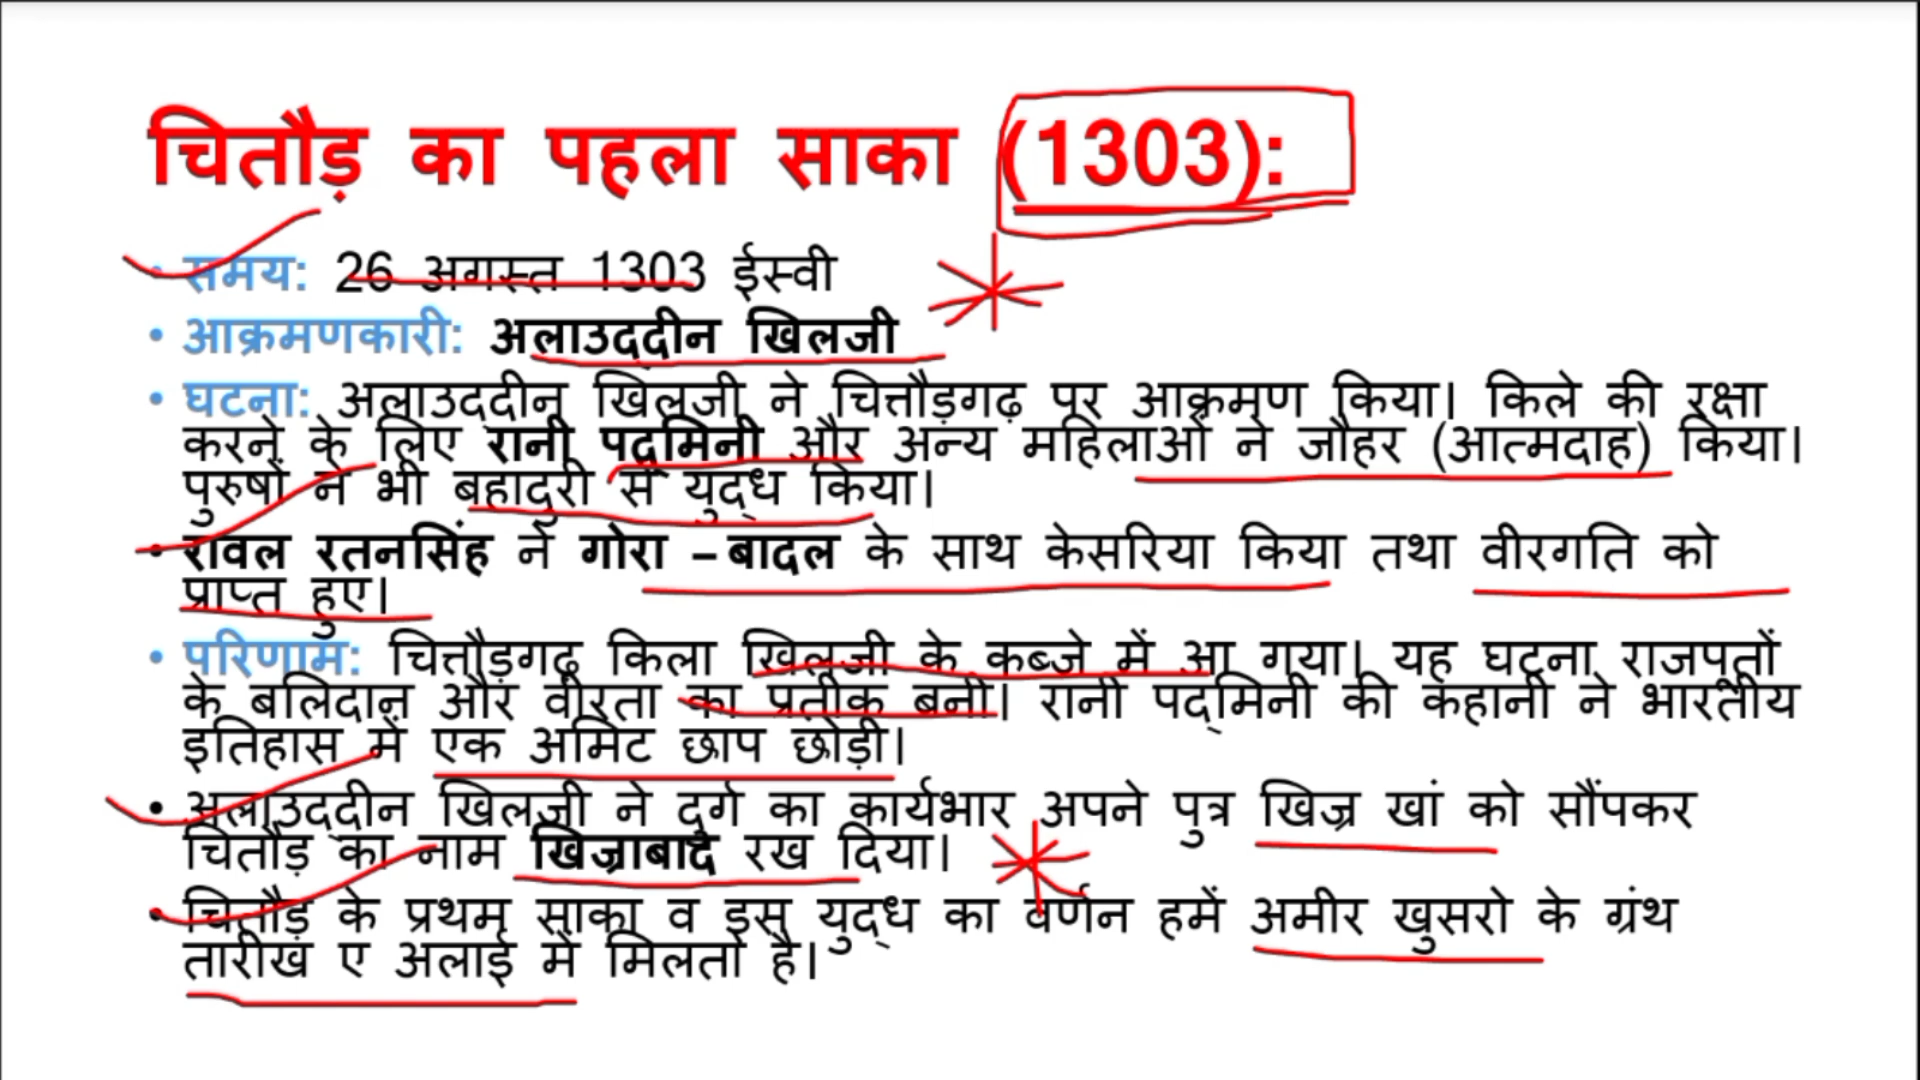 चितौड़ का पहला साका (1303):
• समय: 26 अगस्त 1303 ईस्वी
• आक्रमणकारी: अलाउद्दीन खिलजी
• घटना: अलाउद्दीन खिलजी ने चित्तौड़गढ़ पर आक्रमण किया। किले की रक्षा
करने के लिए रानी पद्मिनी और अन्य महिलाओं ने जौहर (आत्मदाह) किया।
पुरुषों ने भी बहादुरी से युद्ध किया।
• रावल रतनसिंह ने गोरा –बादल के साथ केसरिया किया तथा वीरगति को
प्राप्त हुए।
• परिणाम: चित्तौड़गढ़ किला खिलजी के कब्जे में आ गया। यह घटना राजपूतों
के बलिदान और वीरता का प्रतीक बनी। रानी पद्मिनी की कहानी ने भारतीय
इतिहास में एक अमिट छाप छोड़ी।
• अलाउद्दीन खिलजी ने दुर्ग का कार्यभार अपने पुत्र खिज्र खां को सौंपकर
चितौड़ का नाम खिज्राबाद रख दिया।
• चितौड़ के प्रथम साका व इस युद्ध का वर्णन हमें अमीर खुसरो के ग्रंथ
तारीख ए अलाई में मिलता है।